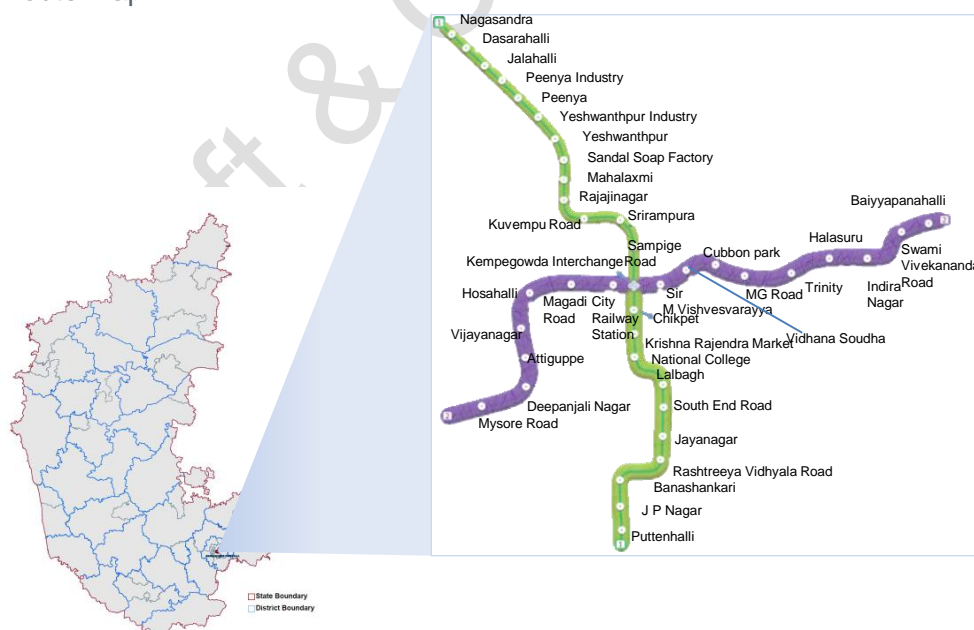 Nagasandra
Dasarahalli
Jalahalli
Peenya Industry
Peenya
Yeshwanthpur Industry
Yeshwanthpur
Sandal Soap Factory
Mahalaxmi
Rajajinagar
Kuvempu Road
Srirampura
Sampige
Road
Kempegowda Interchange
Baiyyapanahalli
Cubbon park
Halasuru
Swami
Vivekananda
Road
Hosahalli
Magadi
Road
City
Railway
Station
Sir
M Vishvesvarayya
MG Road
Trinity
Indira
Nagar
Chikpet
Vidhana Soudha
Vijayanagar
Krishna Rajendra Market
Attiguppe
National College
Lalbagh
Deepanjali Nagar
Mysore Road
South End Road
Jayanagar
Rashtreeya Vidhyala Road
Banashankari
J P Nagar
Puttenhalli
State Boundary
District Boundary